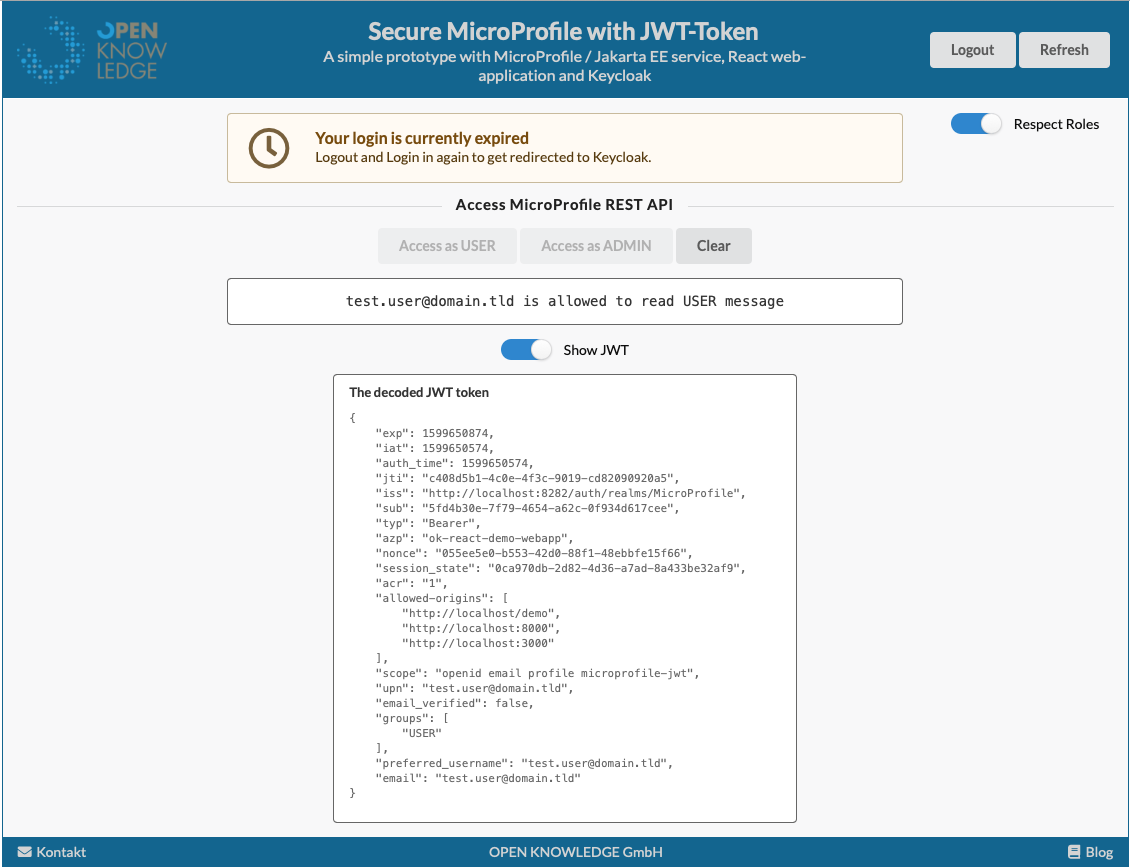 OPEN
KNOW
LEDGE
Secure MicroProfile with JWT-Token
A simple prototype with MicroProfile / Jakarta EE service, React web-
application and Keycloak
Logout
Refresh
Your login is currently expired
Logout and Login in again to get redirected to Keycloak.
Respect Roles
Access MicroProfile REST API
Access as USER
Access as ADMIN
Clear
test.user@domain.tld is allowed to read USER message
Show JWT
The decoded JWT token
{
    "exp": 1599650874,
    "iat": 1599650574,
    "auth_time": 1599650574,
    "jti": "c408d5b1-4c0e-4f3c-9019-cd82090920a5",
    "iss": "http://localhost:8282/auth/realms/MicroProfile",
    "sub": "5fd4b30e-7f79-4654-a62c-0f934d617cee",
    "typ": "Bearer",
    "azp": "ok-react-demo-webapp",
    "nonce": "055ee5e0-b553-42d0-88f1-48ebbfe15f66",
    "session_state": "0ca970db-2d82-4d36-a7ad-8a433be32af9",
    "acr": "1",
    "allowed-origins": [
        "http://localhost/demo",
        "http://localhost:8000",
        "http://localhost:3000"
    ],
    "scope": "openid email profile microprofile-jwt",
    "upn": "test.user@domain.tld",
    "email_verified": false,
    "groups": [
        "USER"
    ],
    "preferred_username": "test.user@domain.tld",
    "email": "test.user@domain.tld"
}
Kontakt
OPEN KNOWLEDGE GmbH
Blog